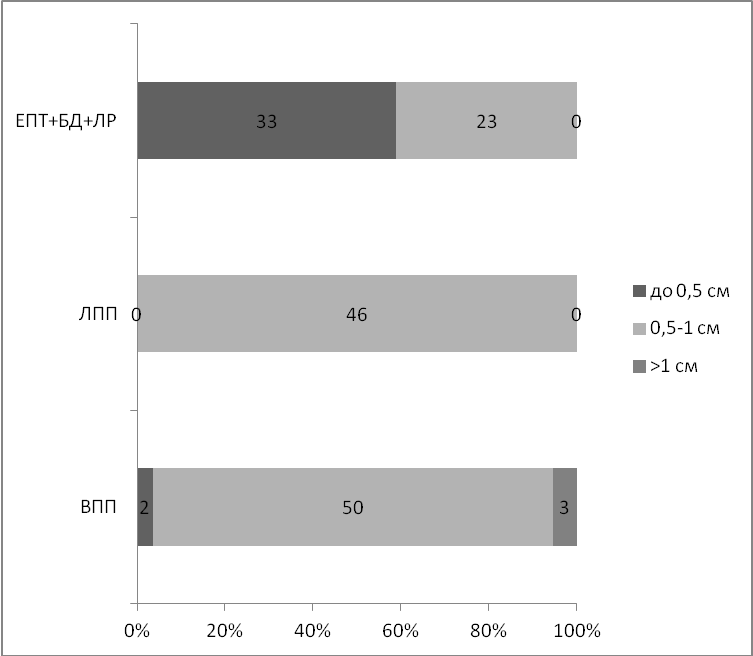 ЕПТ+БД+ЛР
33 23 0
ЛПП
0 46 0
ВПП
2 50 3
до 0,5 см
0,5-1 см
>1 см
0% 20% 40% 60% 80% 100%